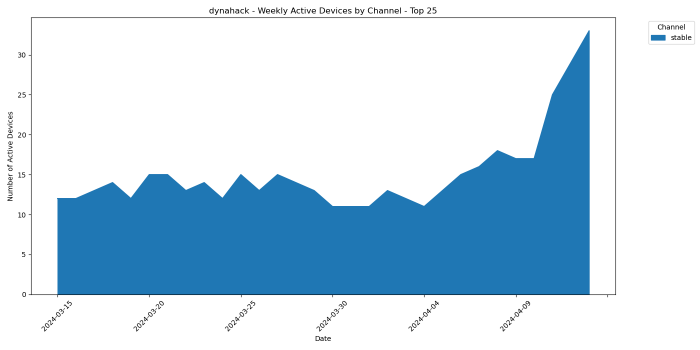 dynahack - Weekly Active Devices by Channel - Top 25
Channel
stable
Number of Active Devices
30
25
20
15
10
5
0
2024-03-15
2024-03-20
2024-03-25
2024-03-30
2024-04-04
2024-04-09
Date